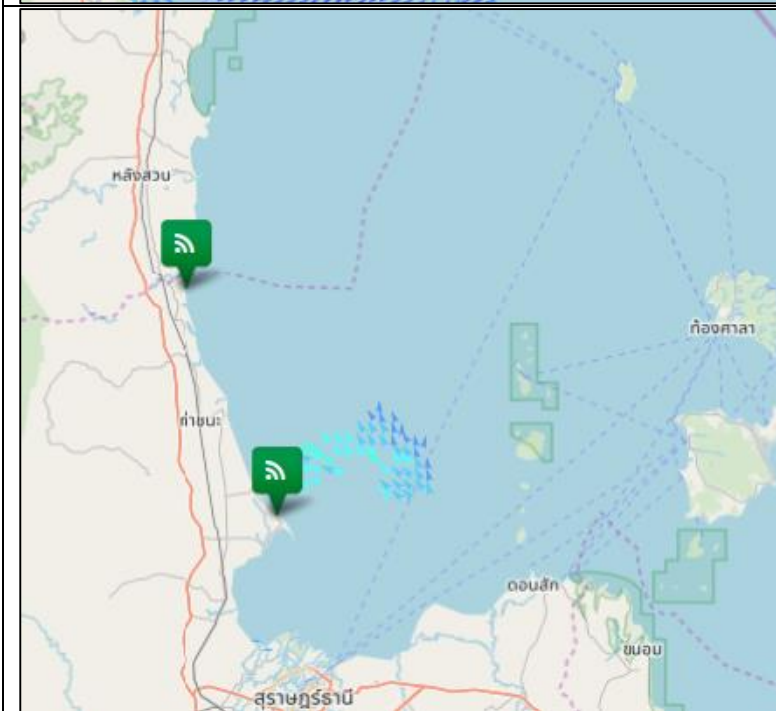 หลังสวน
ท้องศาลา
ท่าชนะ
ดอนสัก
ขนอม
สุราษฎร์ธานี